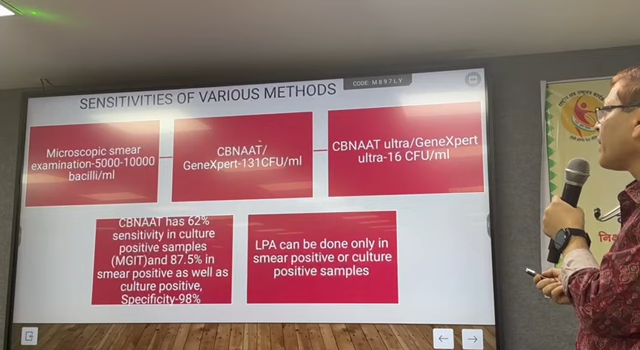 CODE: M897LY
SENSITIVITIES OF VARIOUS METHODS
Microscopic smear
examination-5000-10000
bacilli/ml
CBNAAT/
GeneXpert-131CFU/ml
CBNAAT ultra/GeneXpert
ultra-16 CFU/ml
CBNAAT has 62%
sensitivity in culture
positive samples
(MGIT)and 87.5% in
smear positive as well as
culture positive,
Specificity-98%
LPA can be done only in
smear positive or culture
positive samples